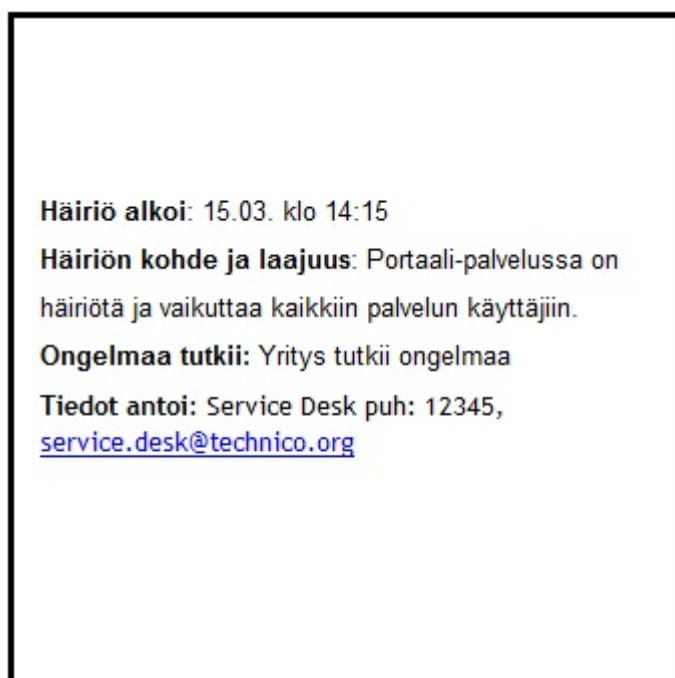 Häiriö alkoi: 15.03. klo 14:15
Häiriön kohde ja laajuus: Portaali-palvelussa on
häiriötä ja vaikuttaa kaikkiin palvelun käyttäjiin.
Ongelmaa tutkii: Yritys tutkii ongelmaa
Tiedot antoi: Service Desk puh: 12345,
service.desk@technico.org